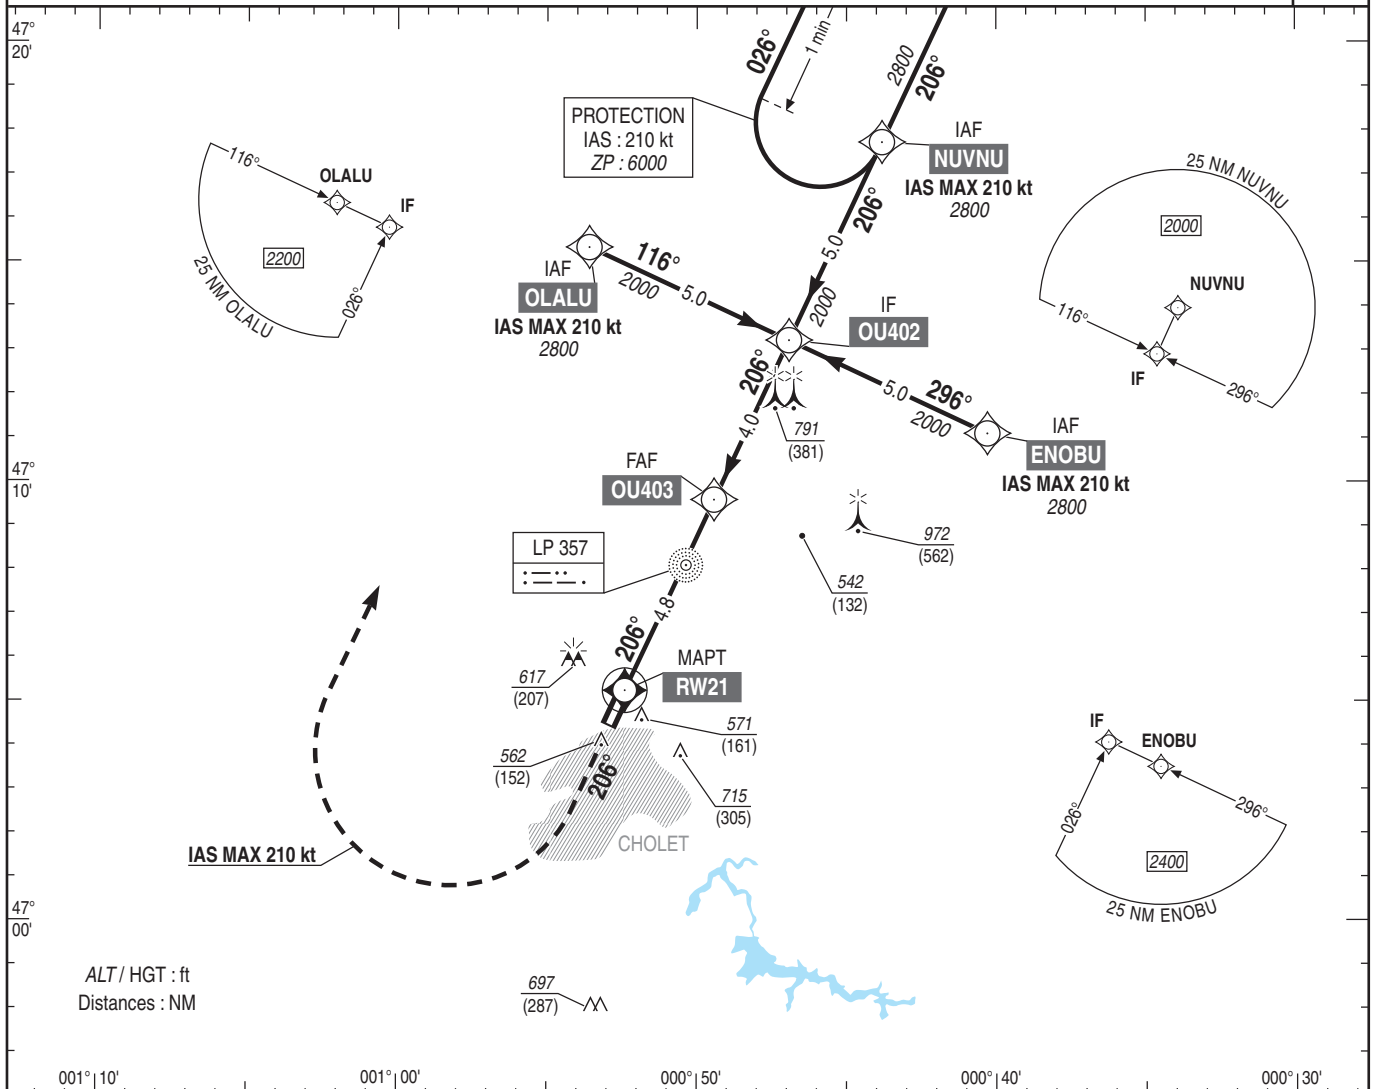 47°
20'
026°
1 min
2800
206°
PROTECTION
IAS : 210 kt
ZP : 6000
IAF
NUVNU
IAS MAX 210 kt
2800
116°
OLALU
IF
2200
026°
25 NM OLALU
25 NM NUVNU
2000
NUVNU
116°
IF
296°
206°
5.0
2000
IAF
OLALU
IAS MAX 210 kt
2800
116°
2000
5.0
IF
OU402
206°
4.0
791
(381)
296°
5.0
2000
IAF
ENOBU
IAS MAX 210 kt
2800
47°
10'
FAF
OU403
972
(562)
542
(132)
LP 357
4.8
206°
MAPT
RW21
617
(207)
571
(161)
562
(152)
206°
715
(305)
CHOLET
IAS MAX 210 kt
IF
ENOBU
026°
296°
2400
25 NM ENOBU
47°
00'
ALT / HGT : ft
Distances : NM
697
(287)
001° 10'
001° 00'
000° 50'
000° 40'
000° 30'